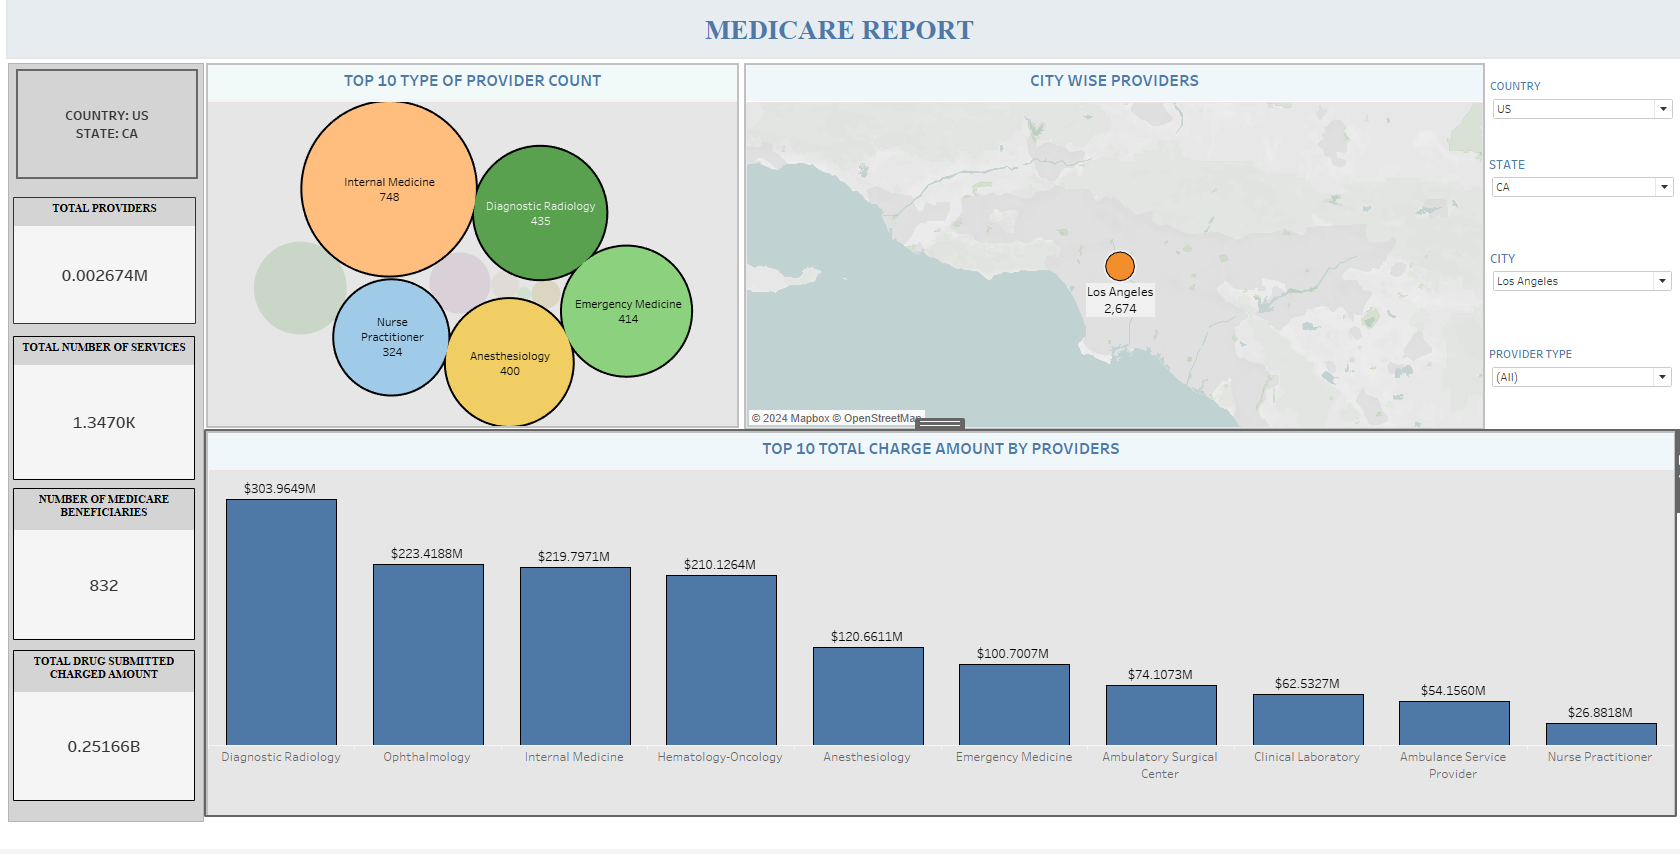 MEDICARE REPORT
COUNTRY: US
STATE: CA
TOTAL PROVIDERS
0.002674M
TOTAL NUMBER OF SERVICES
1.3470K
NUMBER OF MEDICARE
BENEFICIARIES
832
TOTAL DRUG SUBMITTED
CHARGED AMOUNT
0.25166B
TOP 10 TYPE OF PROVIDER COUNT
Internal Medicine
748
Diagnostic Radiology
435
Emergency Medicine
414
Nurse
Practitioner
324
Anesthesiology
400
CITY WISE PROVIDERS
Los Angeles
2,674
© 2024 Mapbox © OpenStreetMap
COUNTRY
US
STATE
CA
CITY
Los Angeles
PROVIDER TYPE
(All)
TOP 10 TOTAL CHARGE AMOUNT BY PROVIDERS
$303.9649M
$223.4188M
$219.7971M
$210.1264M
$120.6611M
$100.7007M
$74.1073M
$62.5327M
$54.1560M
$26.8818M
Diagnostic Radiology
Ophthalmology
Internal Medicine
Hematology-Oncology
Anesthesiology
Emergency Medicine
Ambulatory Surgical
Center
Clinical Laboratory
Ambulance Service
Provider
Nurse Practitioner